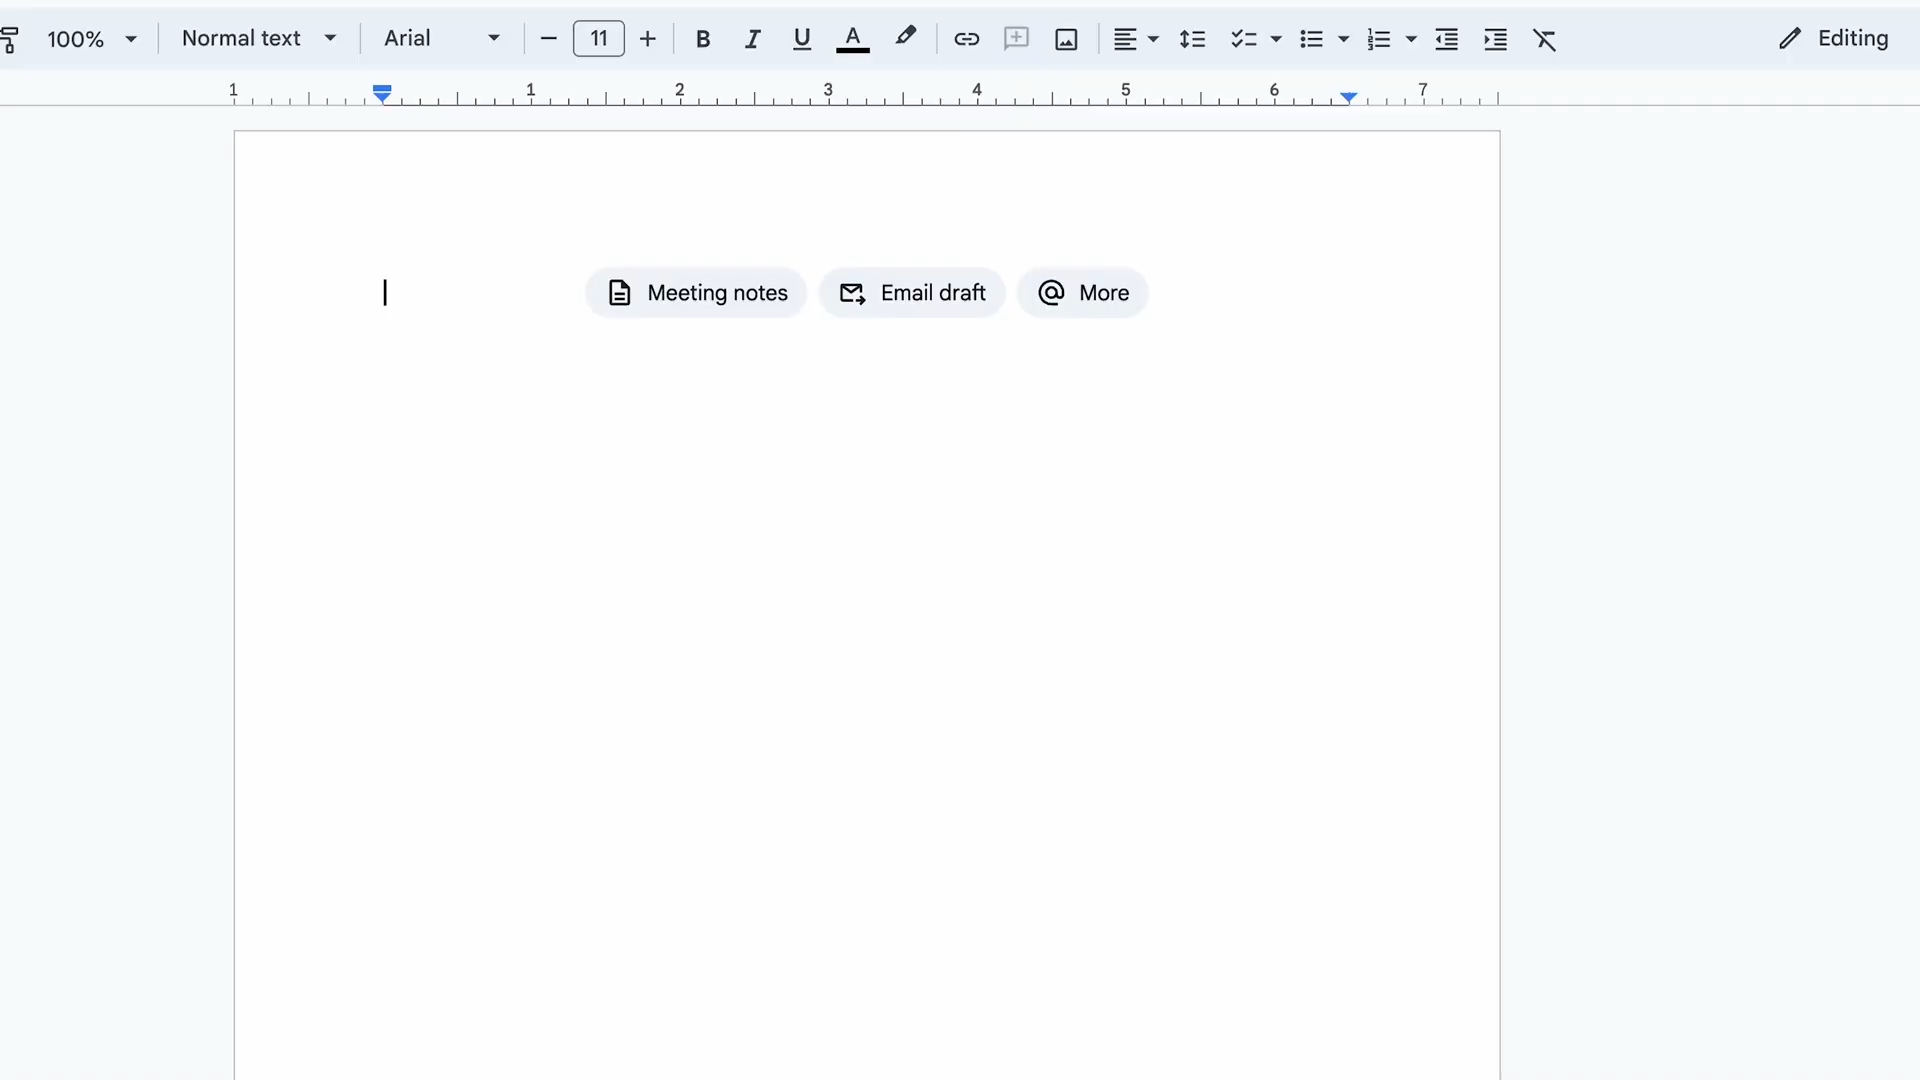 100% Normal text Arial 11 B I U A Editing
1 1 2 3 4 5 6 7
Meeting notes Email draft More